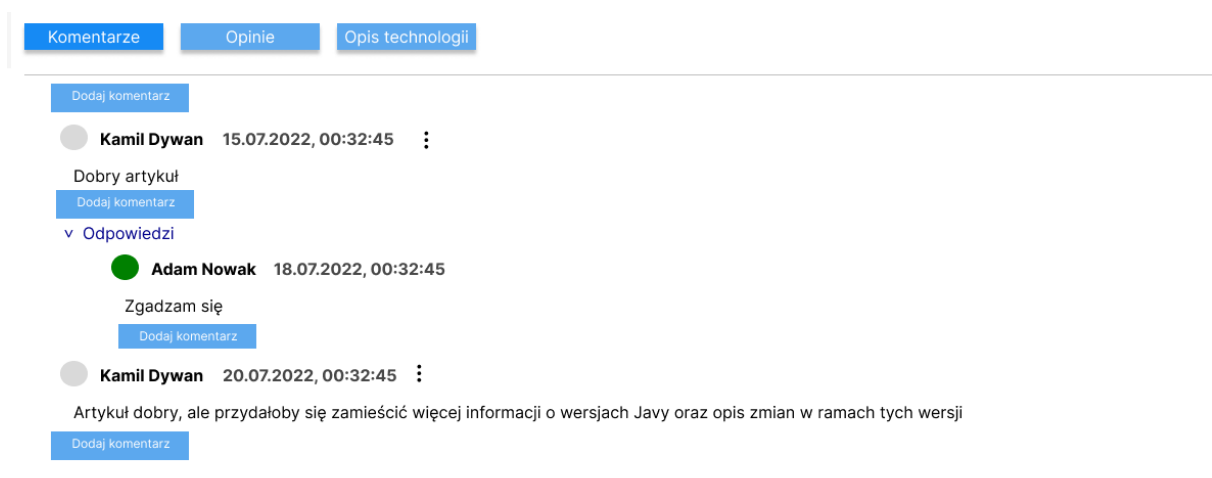 Komentarze Opinie Opis technologii
Dodaj komentarz
Kamil Dywan 15.07.2022, 00:32:45
Dobry artykuł
Dodaj komentarz
v Odpowiedzi
Adam Nowak 18.07.2022, 00:32:45
Zgadzam się
Dodaj komentarz
Kamil Dywan 20.07.2022, 00:32:45
Artykuł dobry, ale przydałoby się zamieścić więcej informacji o wersjach Javy oraz opis zmian w ramach tych wersji
Dodaj komentarz